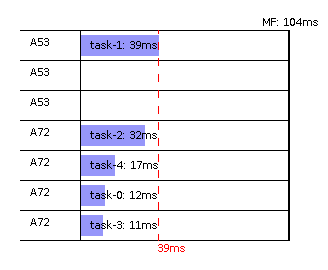 MF: 104ms
A53 task-1: 39ms
A53
A53
A72 task-2: 32ms
A72 task-4: 17ms
A72 task-0: 12ms
A72 task-3: 11ms
39ms